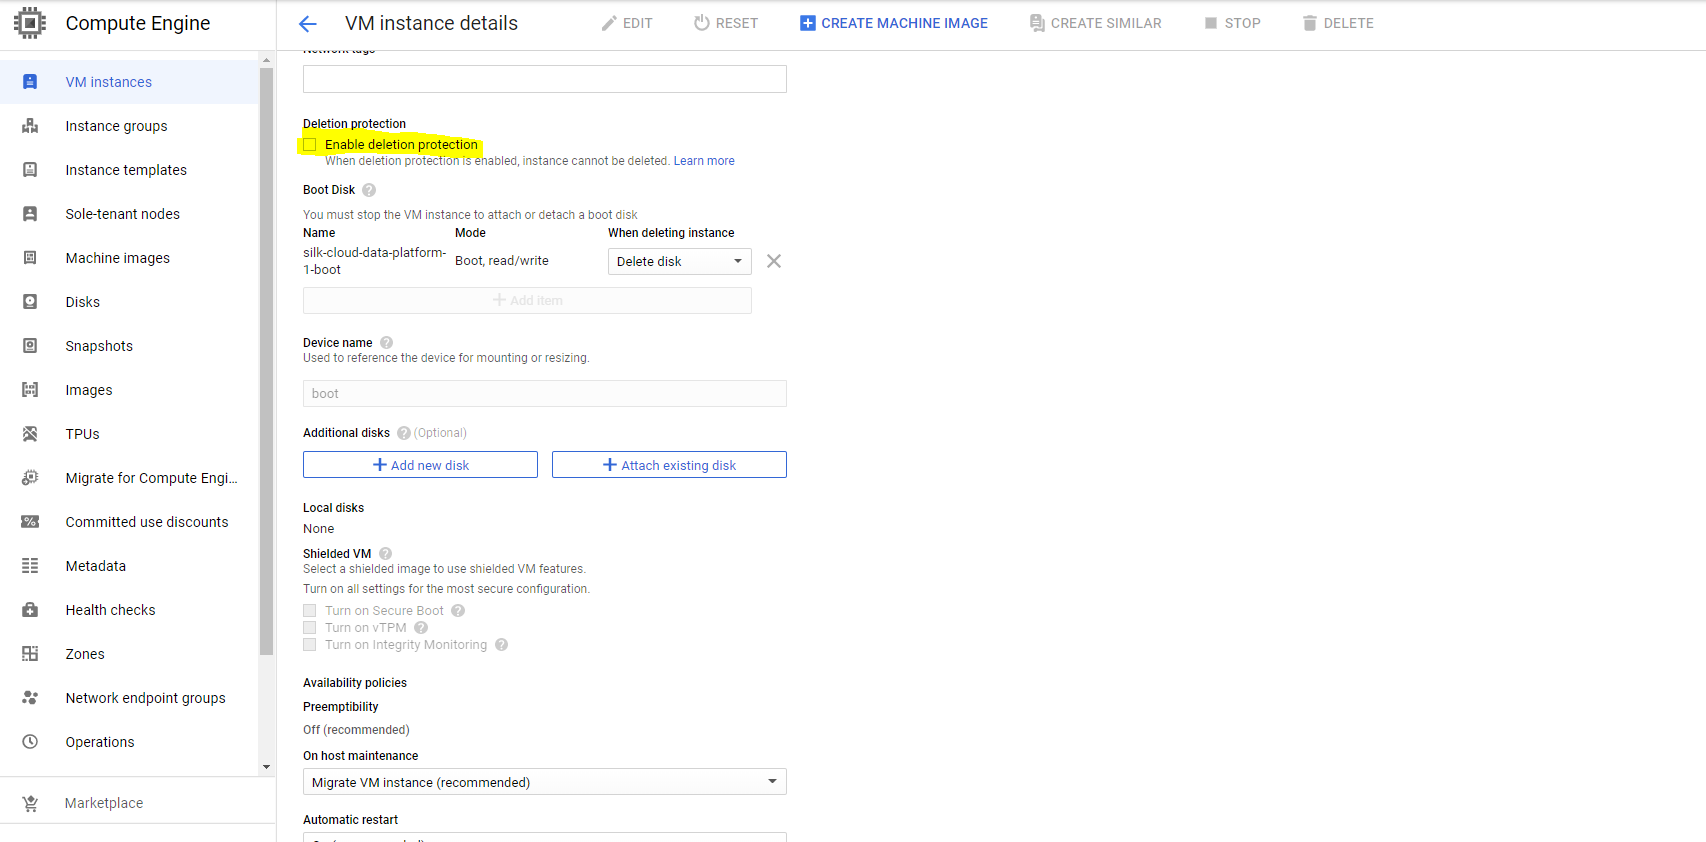 Compute Engine
VM instance details
EDIT
RESET
CREATE MACHINE IMAGE
CREATE SIMILAR
STOP
DELETE
VM instances
Instance groups
Instance templates
Sole-tenant nodes
Machine images
Disks
Snapshots
Images
TPUs
Migrate for Compute Engi...
Committed use discounts
Metadata
Health checks
Zones
Network endpoint groups
Operations
Marketplace
Network tags
Deletion protection
Enable deletion protection
When deletion protection is enabled, instance cannot be deleted. Learn more
Boot Disk ?
You must stop the VM instance to attach or detach a boot disk
Name Mode When deleting instance
silk-cloud-data-platform-
1-boot
Boot, read/write
Delete disk
Add item
Device name ?
Used to reference the device for mounting or resizing.
boot
Additional disks ? (Optional)
Add new disk
Attach existing disk
Local disks
None
Shielded VM ?
Select a shielded image to use shielded VM features.
Turn on all settings for the most secure configuration.
Turn on Secure Boot ?
Turn on vTPM ?
Turn on Integrity Monitoring ?
Availability policies
Preemptibility
Off (recommended)
On host maintenance
Migrate VM instance (recommended)
Automatic restart